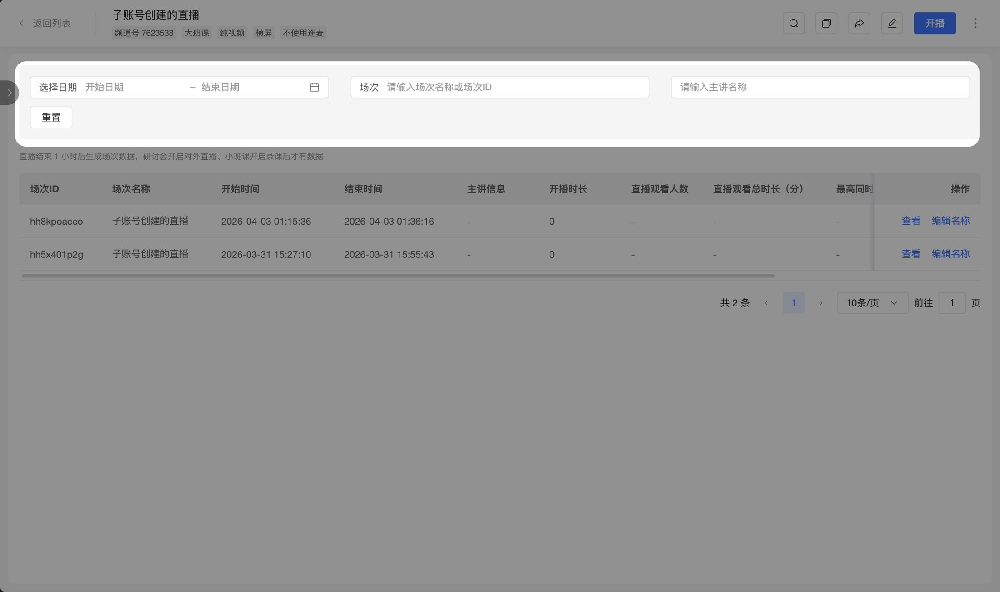 返回列表
子账号创建的直播
频道号 7623538 大班课 纯视频 横屏 不使用连麦
开播
选择日期 开始日期 – 结束日期
场次 请输入场次名称或场次ID
请输入主讲名称
重置
直播结束 1 小时后生成场次数据，研讨会开启对外直播、小班课开启录课后才有数据
场次ID 场次名称 开始时间 结束时间 主讲信息 开播时长 直播观看人数 直播观看总时长（分） 最高同时 操作
hh8kpoaceo 子账号创建的直播 2026-04-03 01:15:36 2026-04-03 01:36:16 - 0 - - - 查看 编辑名称
hh5x401p2g 子账号创建的直播 2026-03-31 15:27:10 2026-03-31 15:55:43 - 0 - - - 查看 编辑名称
共 2 条 1 10条/页 前往 1 页